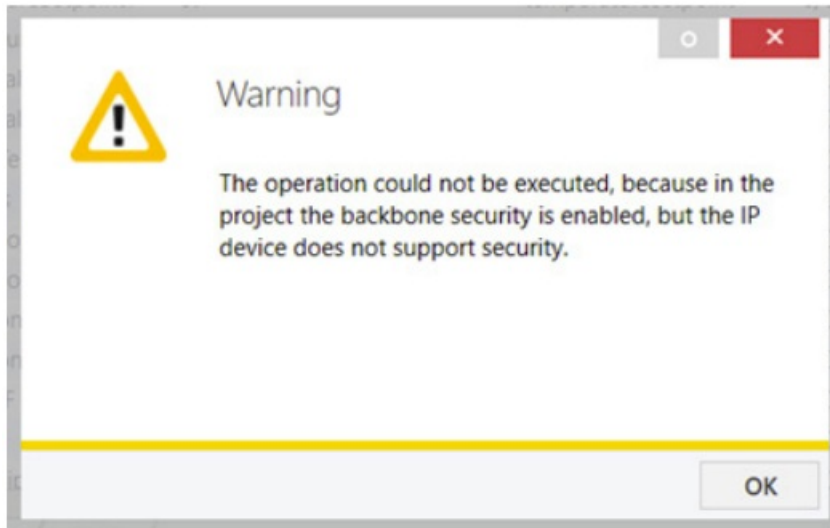 Warning
The operation could not be executed, because in the
project the backbone security is enabled, but the IP
device does not support security.
OK